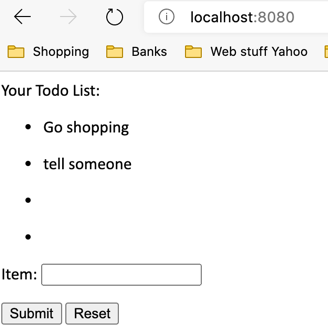 localhost:8080
Shopping Banks Web stuff Yahoo
Your Todo List:
• Go shopping
• tell someone
•
•
Item:
Submit Reset